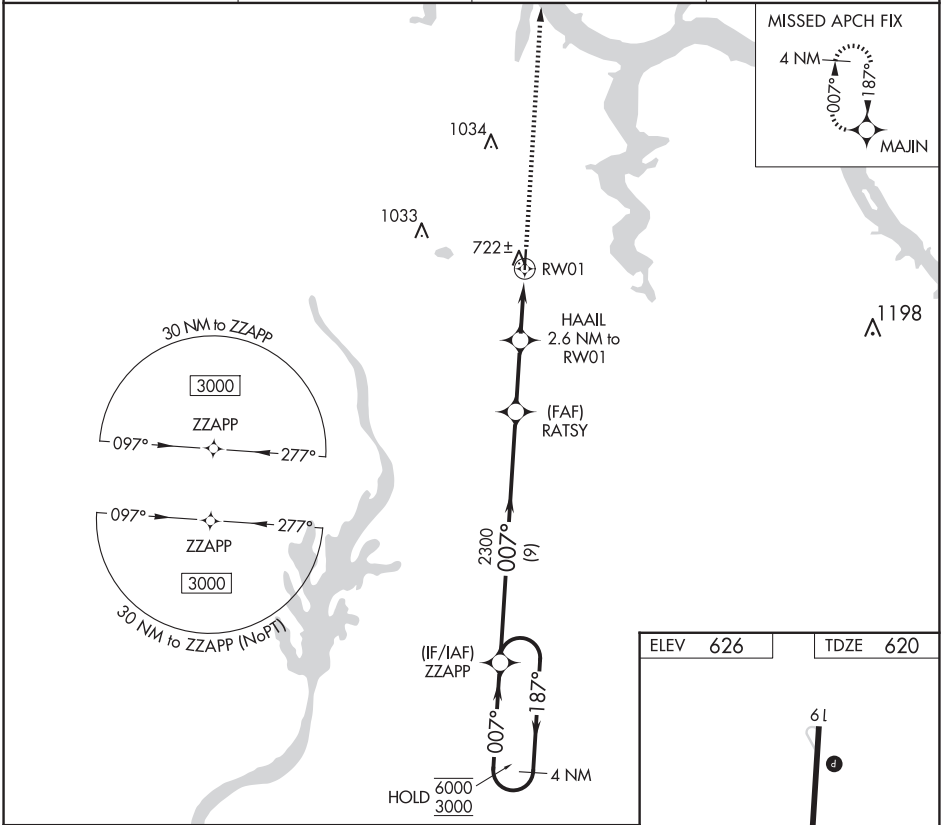 MISSED APCH FIX
4 NM
007°
187°
MAJIN
1034
1033
722±
RW01
1198
HAAIL
2.6 NM to
RW01
(FAF)
RATSY
30 NM to ZZAPP
3000
ZZAPP
097°
277°
097°
277°
ZZAPP
3000
30 NM to ZZAPP (NoPT)
2300
007°
(9)
(IF/IAF)
ZZAPP
007°
187°
4 NM
HOLD 6000
3000
ELEV 626
TDZE 620
19
P